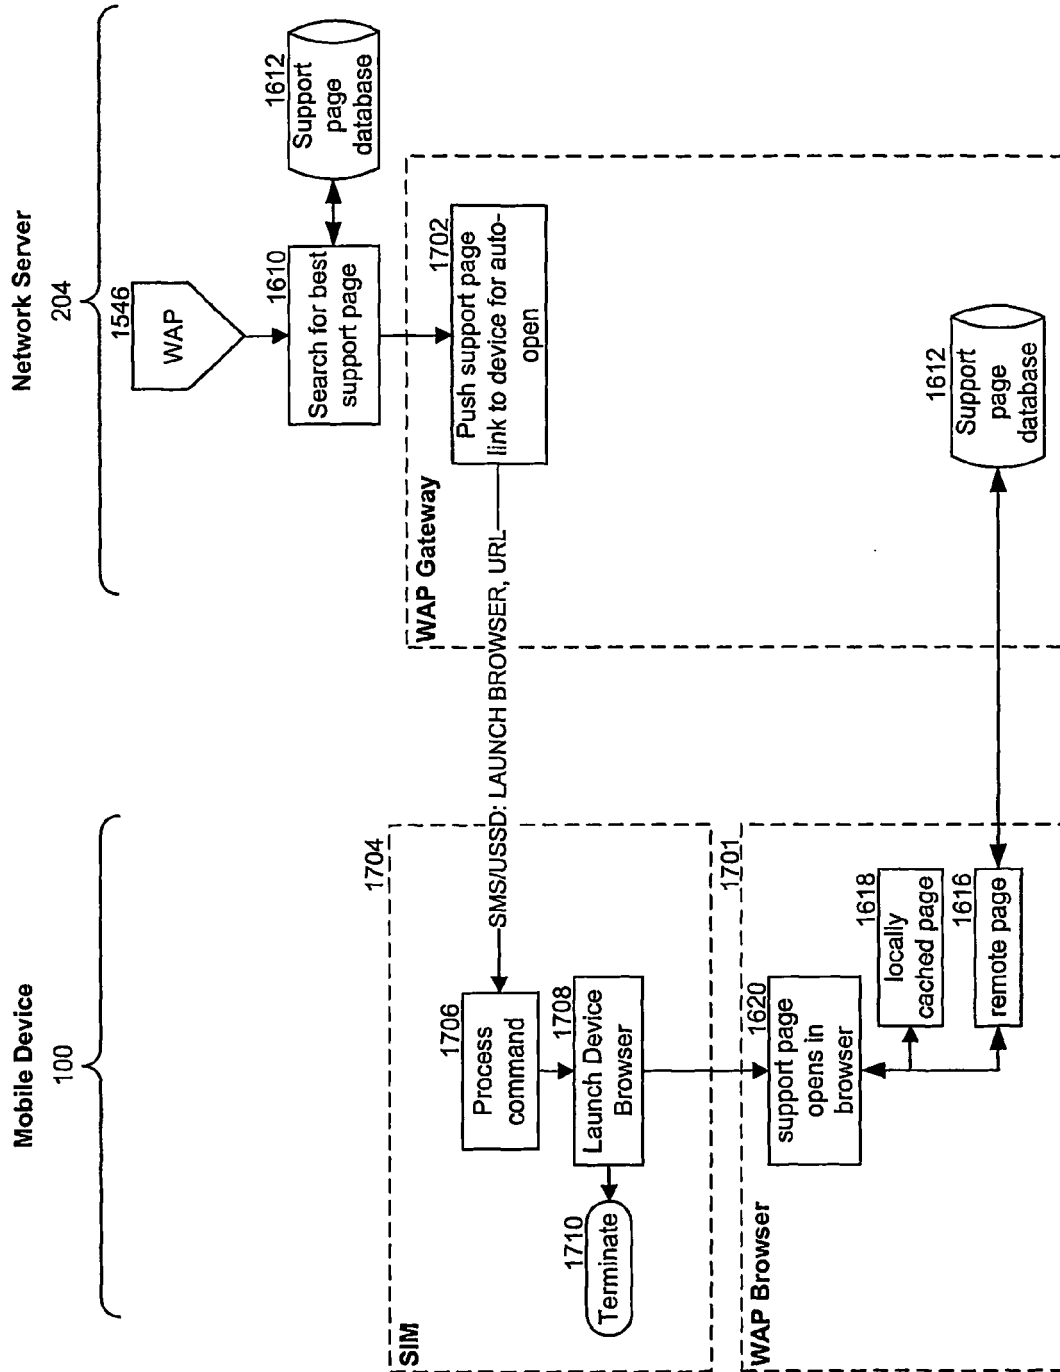 Mobile Device
100
Network Server
204
1546
WAP
1610
Search for best
support page
1612
Support
page
database
WAP Gateway
1702
Push support page
link to device for auto-
open
SMS/USSD: LAUNCH BROWSER, URL
1704
SIM
1706
Process
command
1708
Launch Device
Browser
1710
Terminate
1701
WAP Browser
1620
support page
opens in
browser
1618
locally
cached page
1616
remote page
1612
Support
page
database